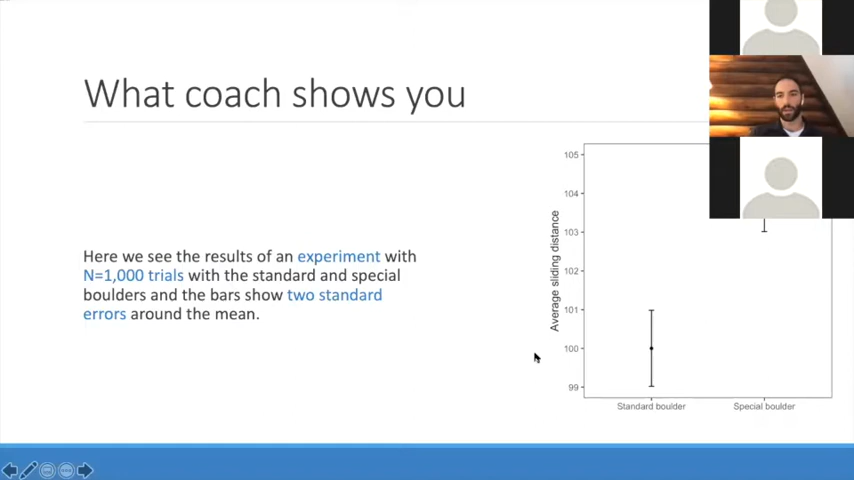 What coach shows you
Here we see the results of an experiment with
N=1,000 trials with the standard and special
boulders and the bars show two standard
errors around the mean.
Average sliding distance
105
104
103
102
101
100
99
Standard boulder
Special boulder